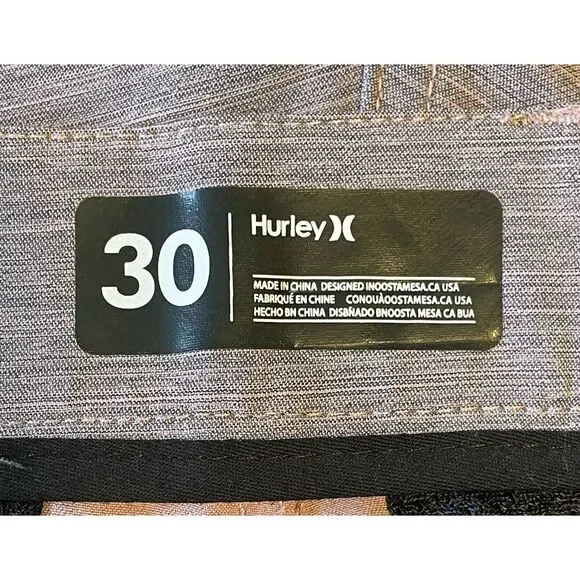 30
Hurley
MADE IN CHINA DESIGNED INOOSTAMESA.CA USA
FABRIQUÉ EN CHINE CONOUÀOOSTAMESA.CA USA
HECHO BN CHINA DISBÑADO BNOOSTA MESA CA BUA